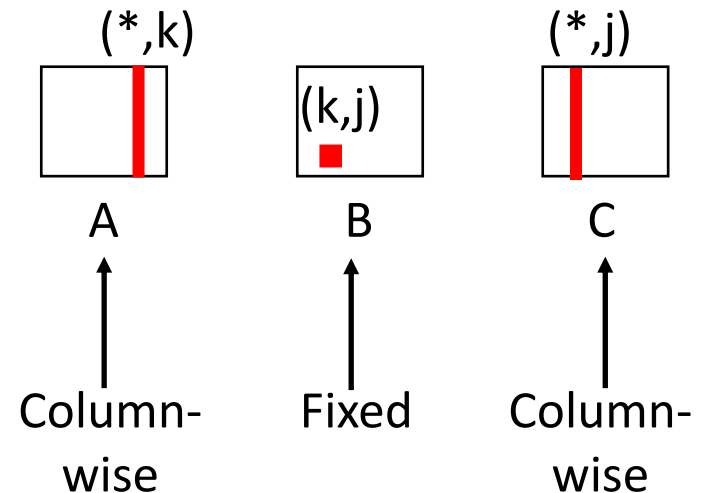 (*,k)
(k,j)
(*,j)
A
B
C
Column-
wise
Fixed
Column-
wise